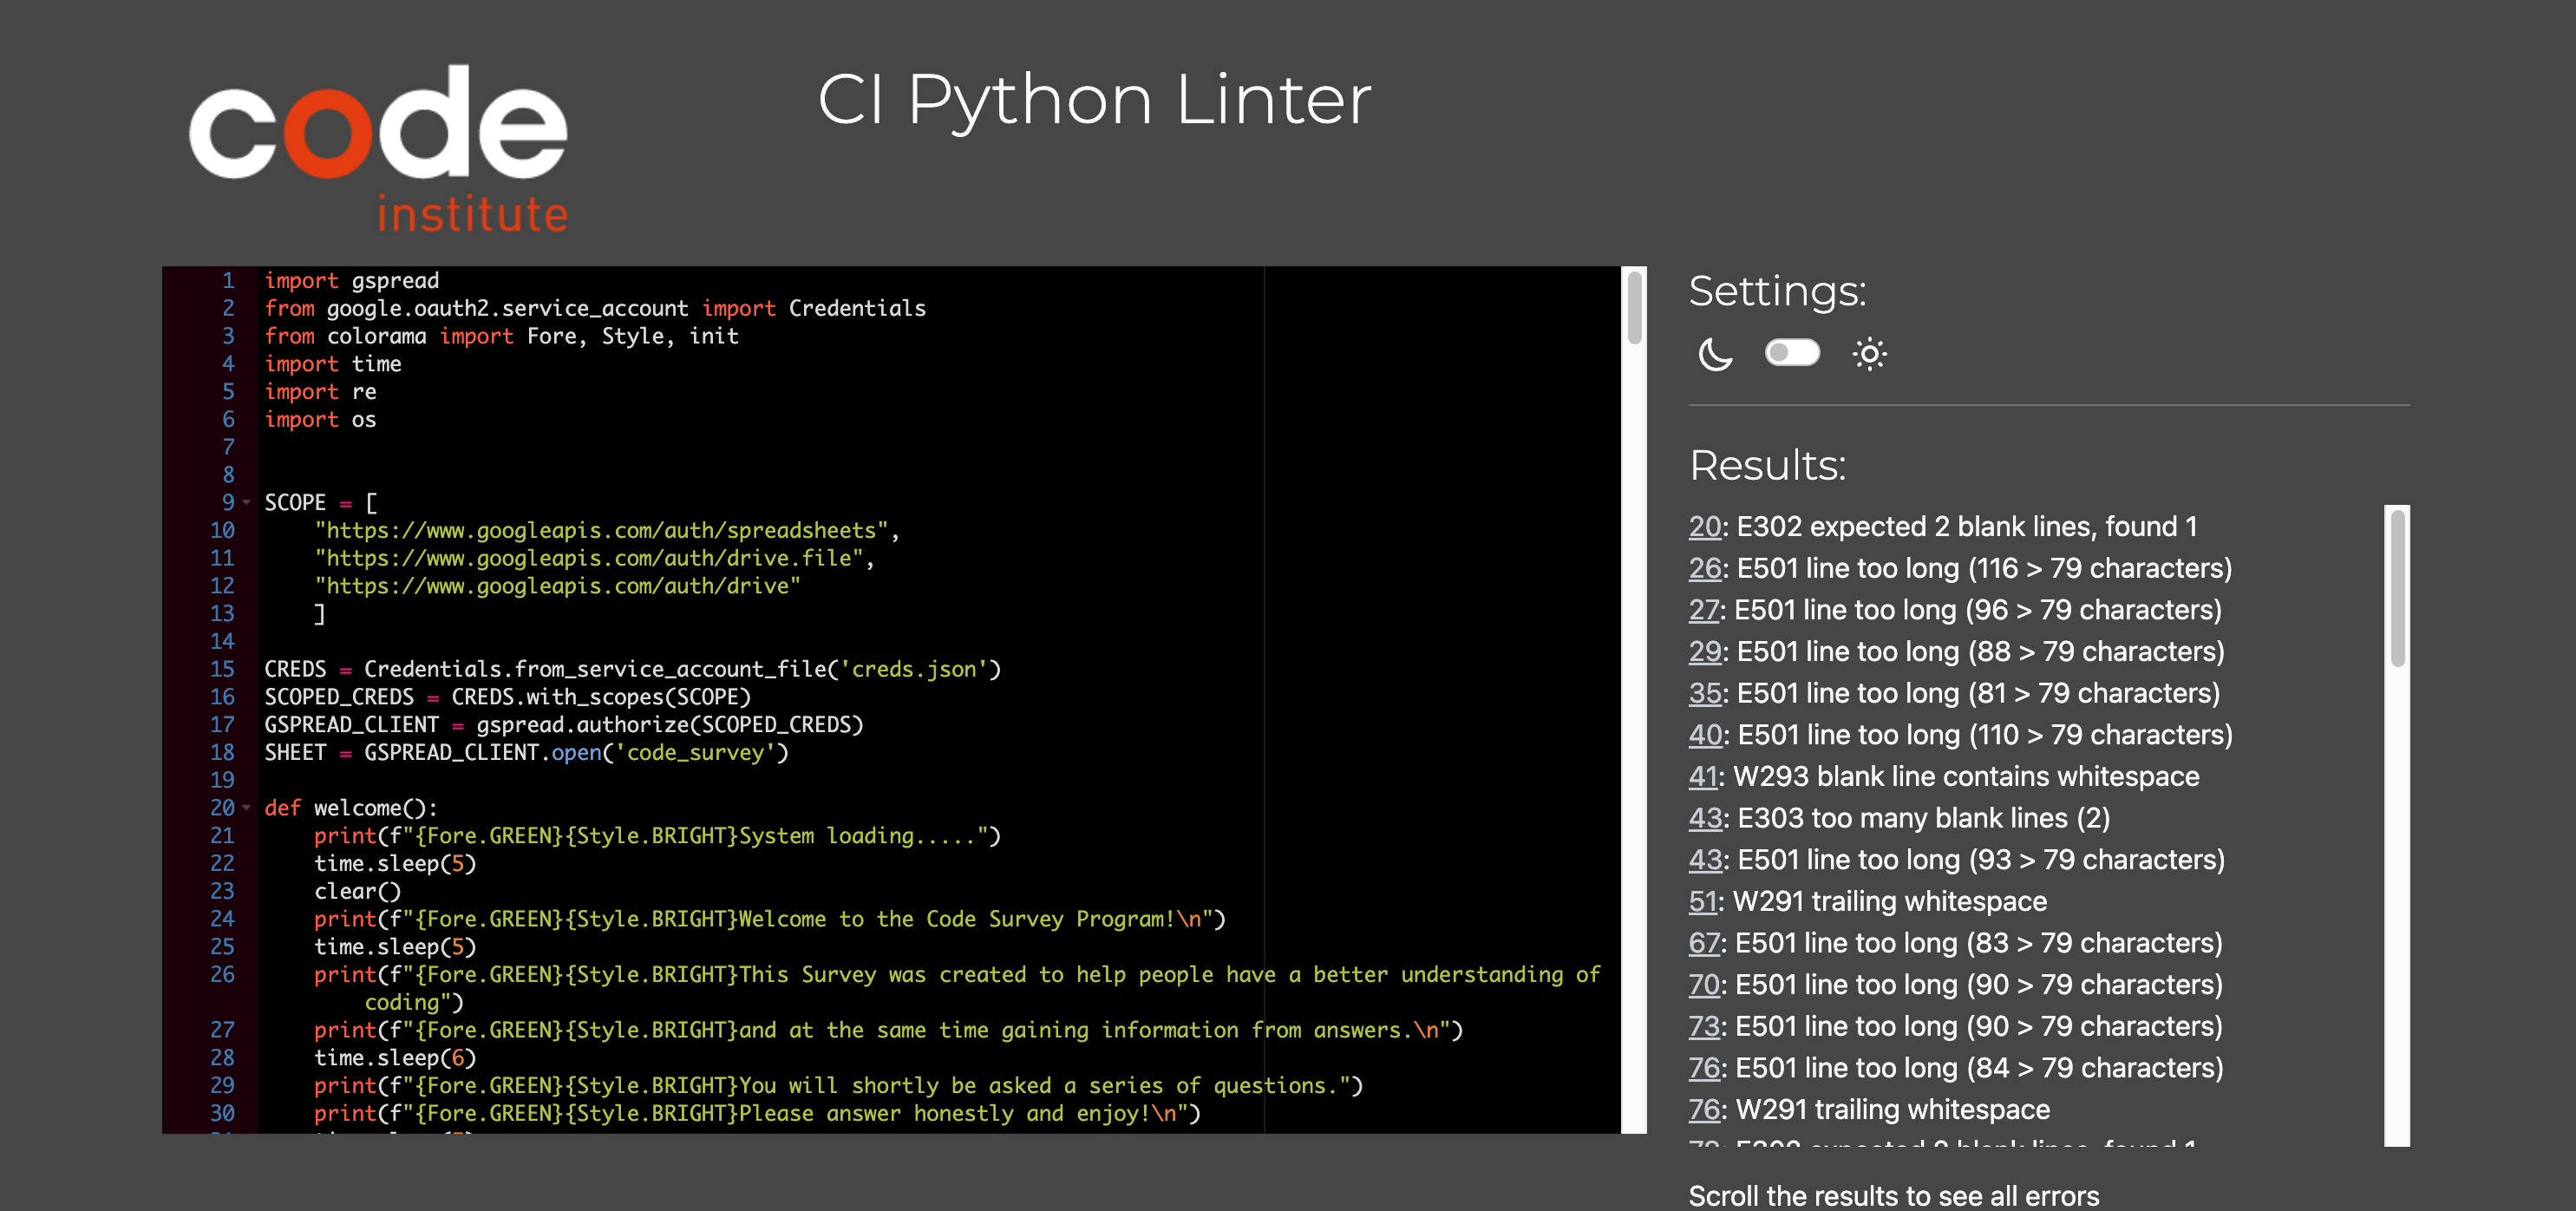 code
institute
CI Python Linter
1 import gspread
2 from google.oauth2.service_account import Credentials
3 from colorama import Fore, Style, init
4 import time
5 import re
6 import os
7
8
9 SCOPE = [
10     "https://www.googleapis.com/auth/spreadsheets",
11     "https://www.googleapis.com/auth/drive.file",
12     "https://www.googleapis.com/auth/drive"
13     ]
14
15 CREDS = Credentials.from_service_account_file('creds.json')
16 SCOPED_CREDS = CREDS.with_scopes(SCOPE)
17 GSPREAD_CLIENT = gspread.authorize(SCOPED_CREDS)
18 SHEET = GSPREAD_CLIENT.open('code_survey')
19
20 def welcome():
21     print(f"{Fore.GREEN}{Style.BRIGHT}System loading.....")
22     time.sleep(5)
23     clear()
24     print(f"{Fore.GREEN}{Style.BRIGHT}Welcome to the Code Survey Program!\n")
25     time.sleep(5)
26     print(f"{Fore.GREEN}{Style.BRIGHT}This Survey was created to help people have a better understanding of
coding")
27     print(f"{Fore.GREEN}{Style.BRIGHT}and at the same time gaining information from answers.\n")
28     time.sleep(6)
29     print(f"{Fore.GREEN}{Style.BRIGHT}You will shortly be asked a series of questions.")
30     print(f"{Fore.GREEN}{Style.BRIGHT}Please answer honestly and enjoy!\n")
Settings:
Results:
20: E302 expected 2 blank lines, found 1
26: E501 line too long (116 > 79 characters)
27: E501 line too long (96 > 79 characters)
29: E501 line too long (88 > 79 characters)
35: E501 line too long (81 > 79 characters)
40: E501 line too long (110 > 79 characters)
41: W293 blank line contains whitespace
43: E303 too many blank lines (2)
43: E501 line too long (93 > 79 characters)
51: W291 trailing whitespace
67: E501 line too long (83 > 79 characters)
70: E501 line too long (90 > 79 characters)
73: E501 line too long (90 > 79 characters)
76: E501 line too long (84 > 79 characters)
76: W291 trailing whitespace
E302 expected 2 blank lines, found 1
Scroll the results to see all errors